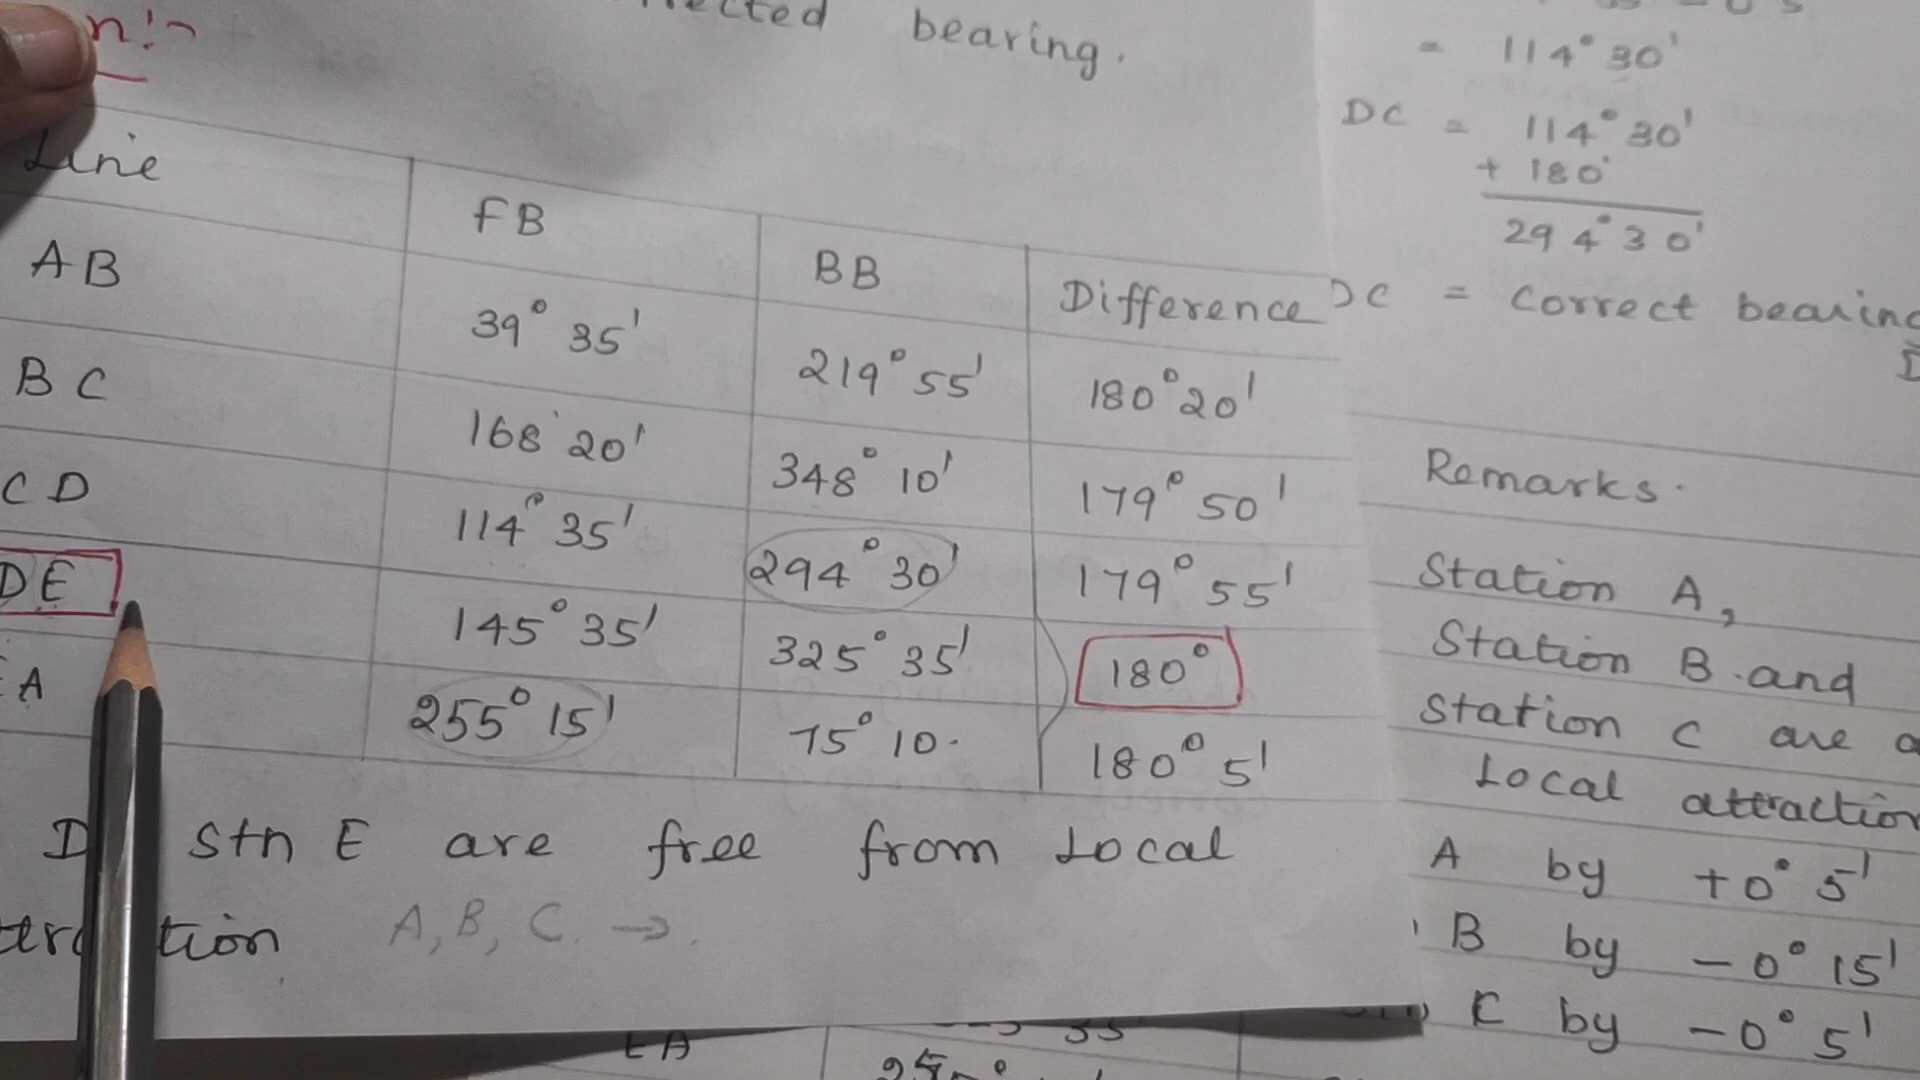 bearing.
Line FB BB Difference
AB 39° 35' 219° 55' 180° 20'
BC 168° 20' 348° 10' 179° 50'
CD 114° 35' 294° 30' 179° 55'
DE 145° 35' 325° 35' 180°
EA 255° 15' 75° 10. 180° 5'
D stn E are free from Local
tion A, B, C. →.
= 114° 30'
DC = 114° 30'
+ 180°
294° 30'
DC = correct bearing
Remarks.
Station A,
Station B. and
Station C are a
Local attraction
A by +0° 5'
B by -0° 15'
C by -0° 5'
EA